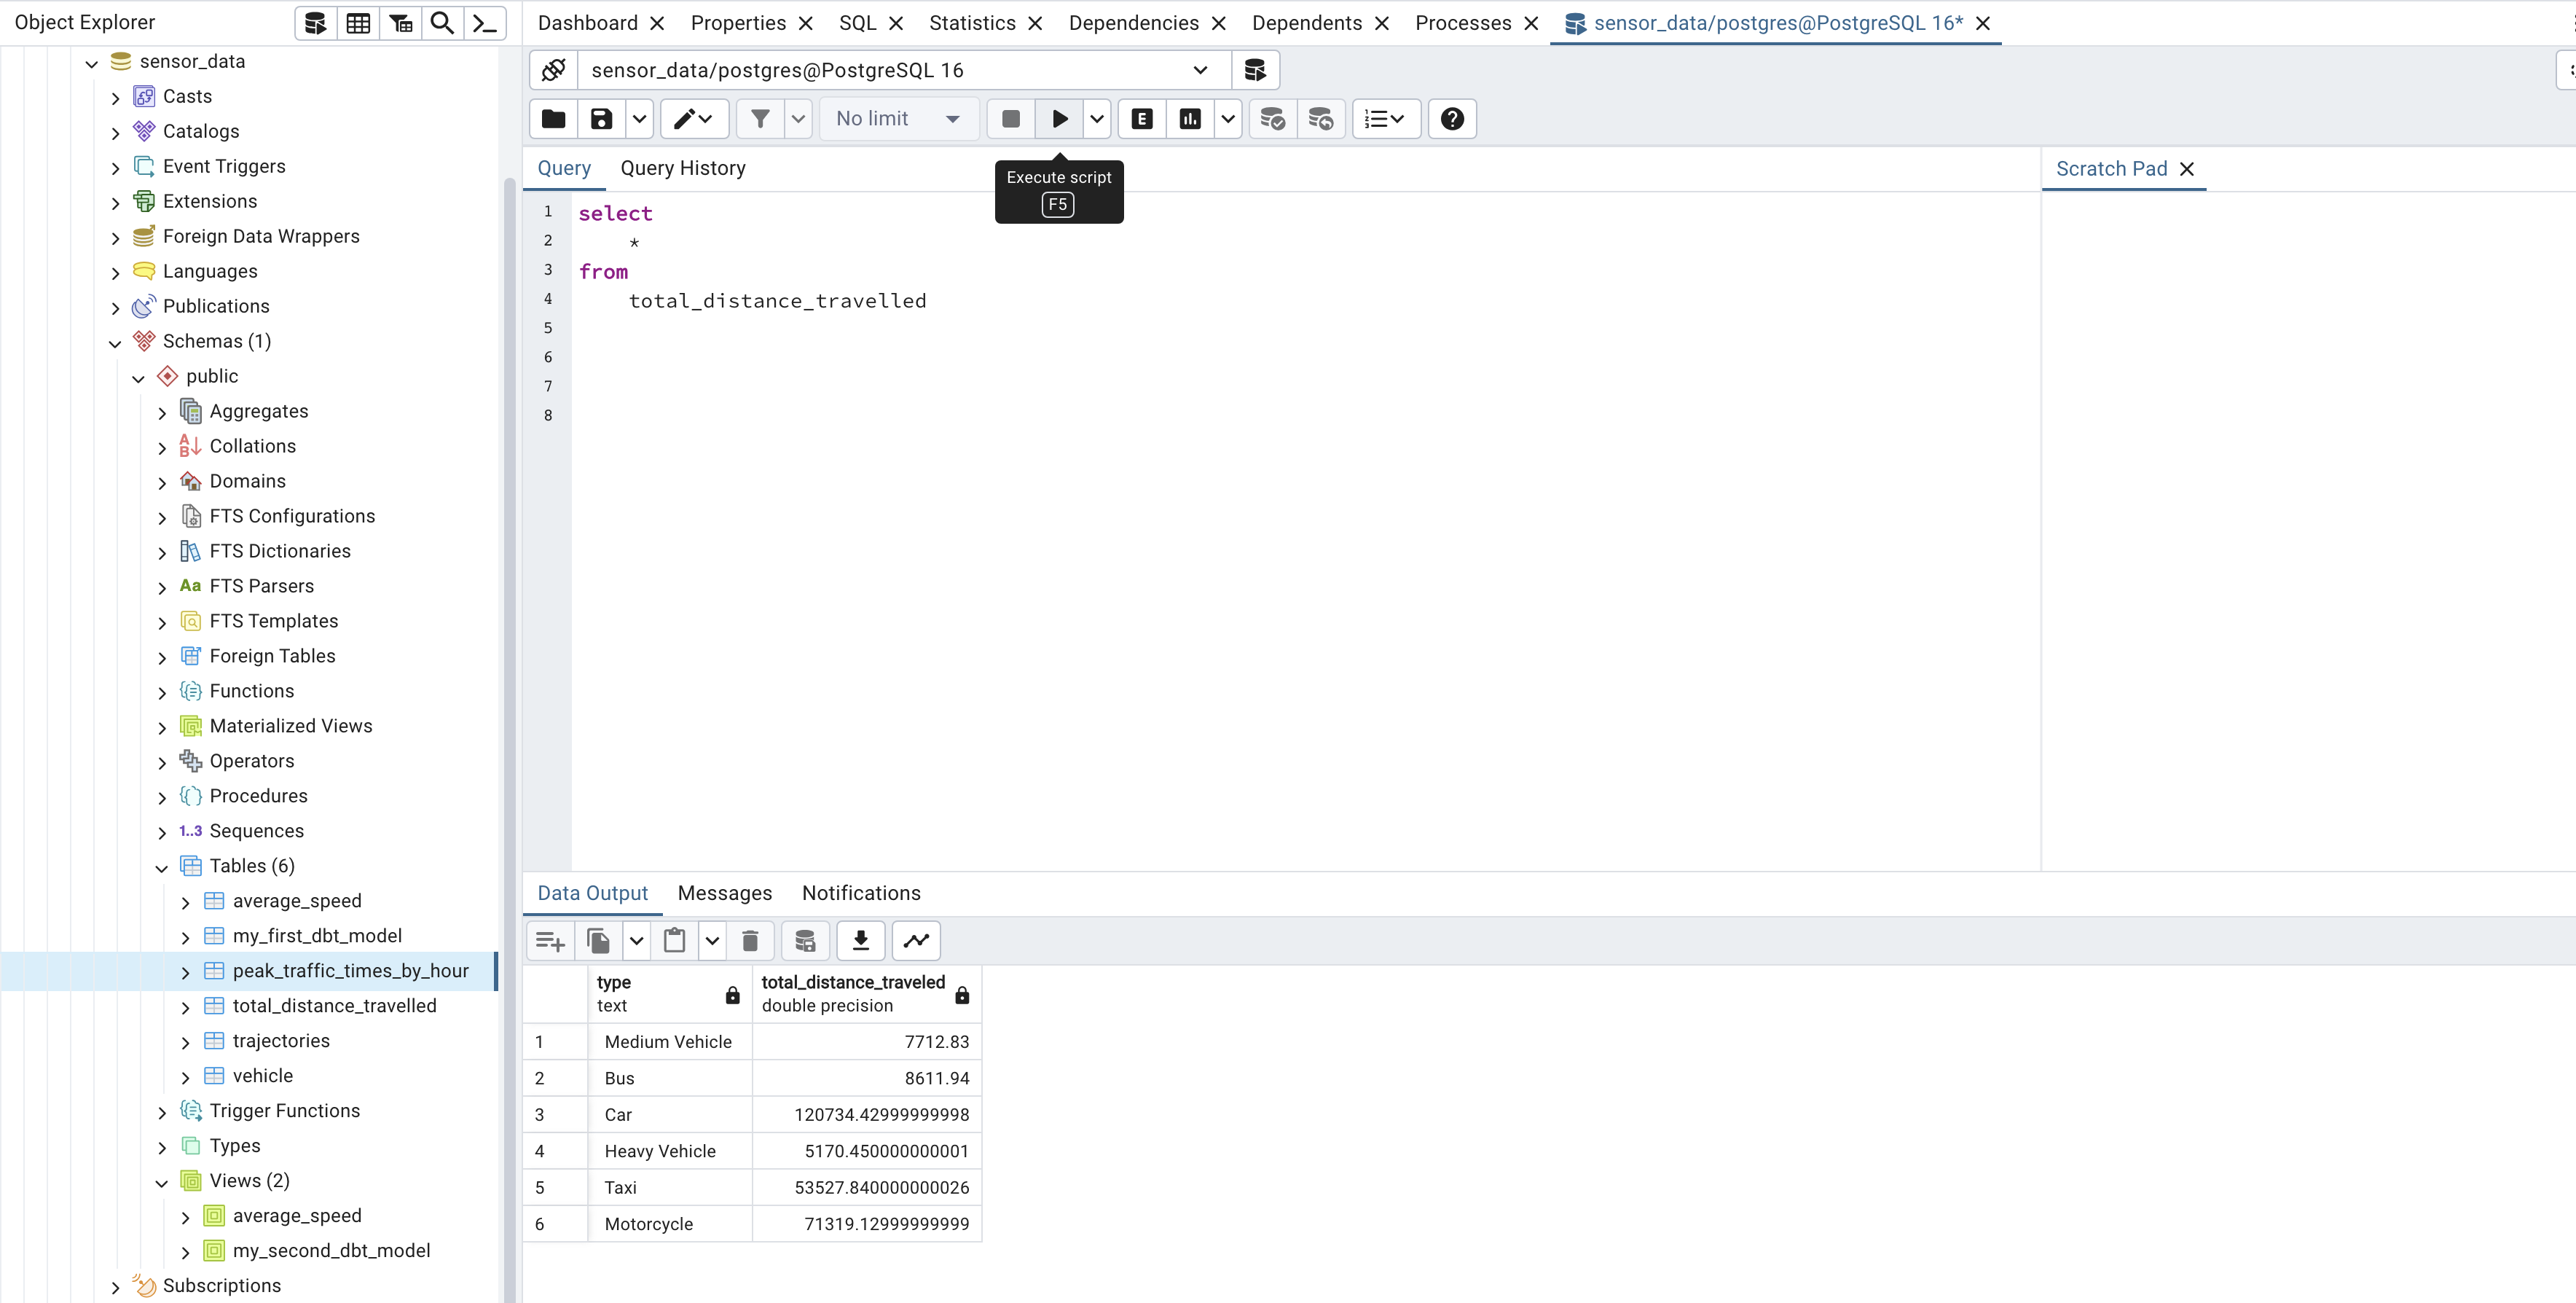 Object Explorer
Dashboard
Properties
SQL
Statistics
Dependencies
Dependents
Processes
sensor_data/postgres@PostgreSQL 16*
sensor_data
Casts
Catalogs
Event Triggers
Extensions
Foreign Data Wrappers
Languages
Publications
Schemas (1)
public
Aggregates
Collations
Domains
FTS Configurations
FTS Dictionaries
Aa FTS Parsers
FTS Templates
Foreign Tables
Functions
Materialized Views
Operators
Procedures
1..3 Sequences
Tables (6)
average_speed
my_first_dbt_model
peak_traffic_times_by_hour
total_distance_travelled
trajectories
vehicle
Trigger Functions
Types
Views (2)
average_speed
my_second_dbt_model
Subscriptions
sensor_data/postgres@PostgreSQL 16
No limit
E
Query
Query History
Execute script
F5
Scratch Pad
1 select
2 *
3 from
4 total_distance_travelled
5
6
7
8
Data Output
Messages
Notifications
type
text
total_distance_traveled
double precision
1 Medium Vehicle 7712.83
2 Bus 8611.94
3 Car 120734.42999999998
4 Heavy Vehicle 5170.450000000001
5 Taxi 53527.840000000026
6 Motorcycle 71319.12999999999